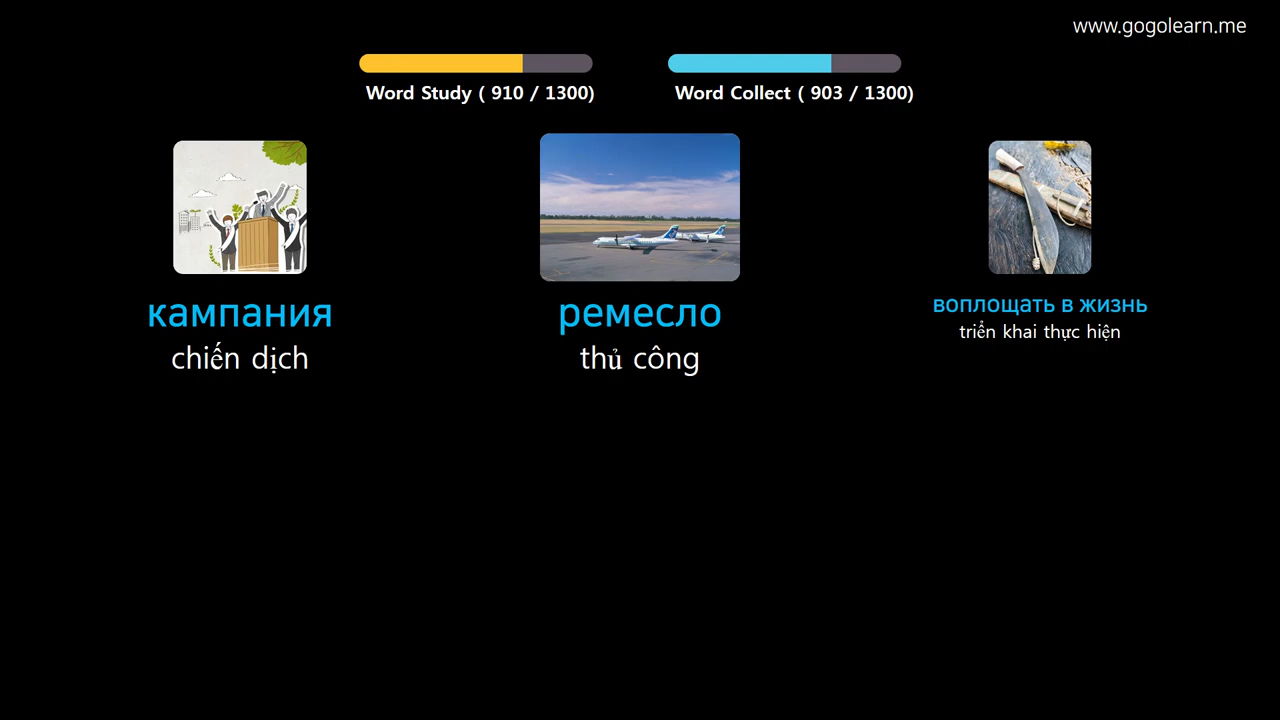 www.gogolearn.me
Word Study ( 910 / 1300)
Word Collect ( 903 / 1300)
кампания
chiến dịch
ремесло
thủ công
воплощать в жизнь
triển khai thực hiện